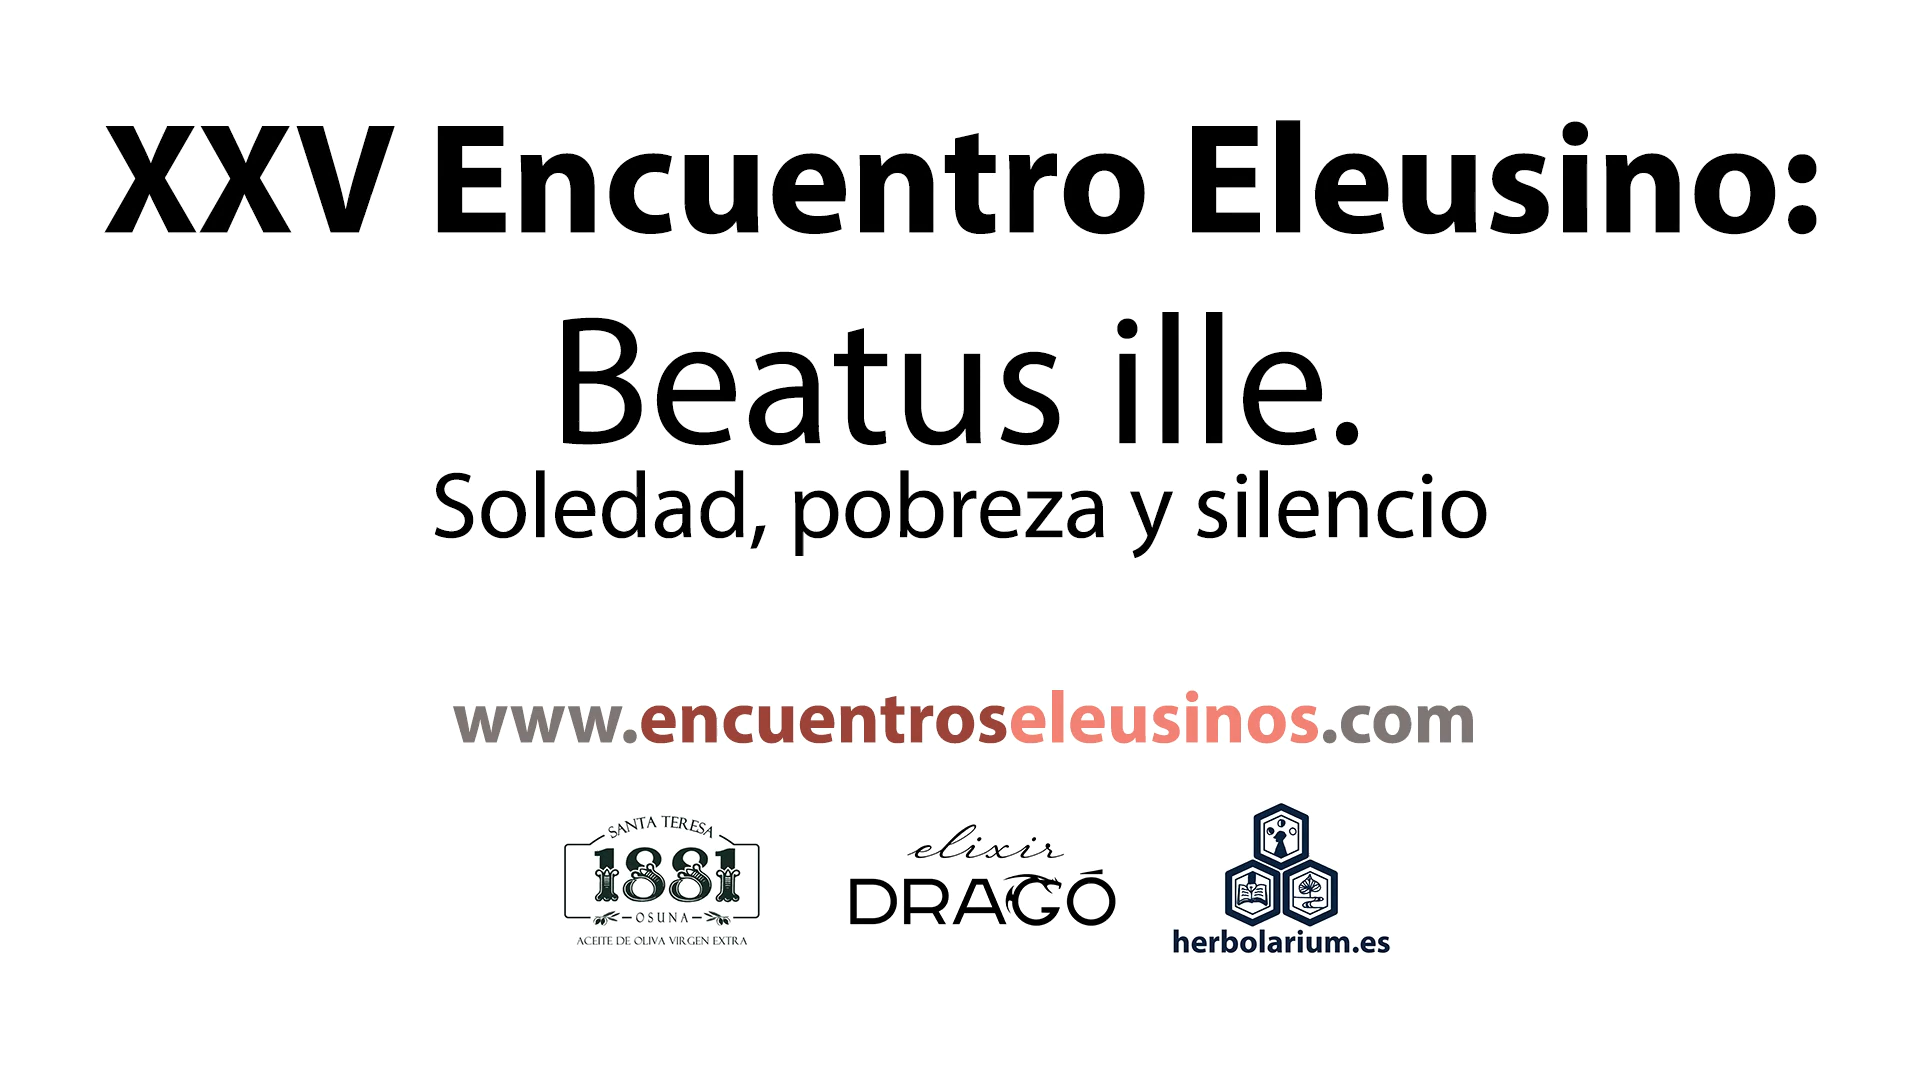 XXV Encuentro Eleusino:
Beatus ille.
Soledad, pobreza y silencio
www.encuentroseleusinos.com
SANTA TERESA
1881
OSUNA
ACEITE DE OLIVA VIRGEN EXTRA
elixir
DRAGÓ
herbolarium.es